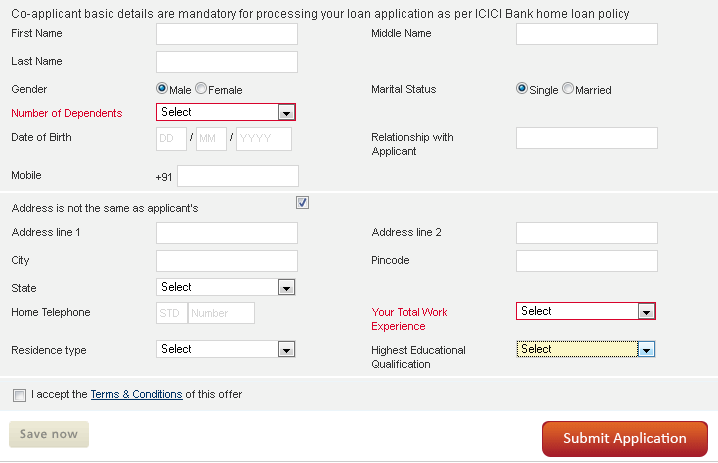 Co-applicant basic details are mandatory for processing your loan application as per ICICI Bank home loan policy
First Name
Middle Name
Last Name
Gender
Male
Female
Marital Status
Single
Married
Number of Dependents
Select
Date of Birth
DD / MM / YYYY
Relationship with
Applicant
Mobile
+91
Address is not the same as applicant's
Address line 1
Address line 2
City
Pincode
State
Select
Home Telephone
STD Number
Your Total Work
Experience
Select
Residence type
Select
Highest Educational
Qualification
Select
I accept the Terms & Conditions of this offer
Save now
Submit Application